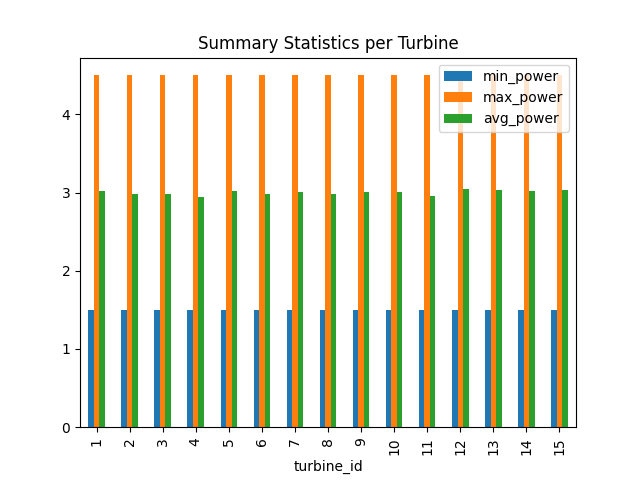 Summary Statistics per Turbine
min_power
max_power
avg_power
4
3
2
1
0
1 2 3 4 5 6 7 8 9 10 11 12 13 14 15
turbine_id